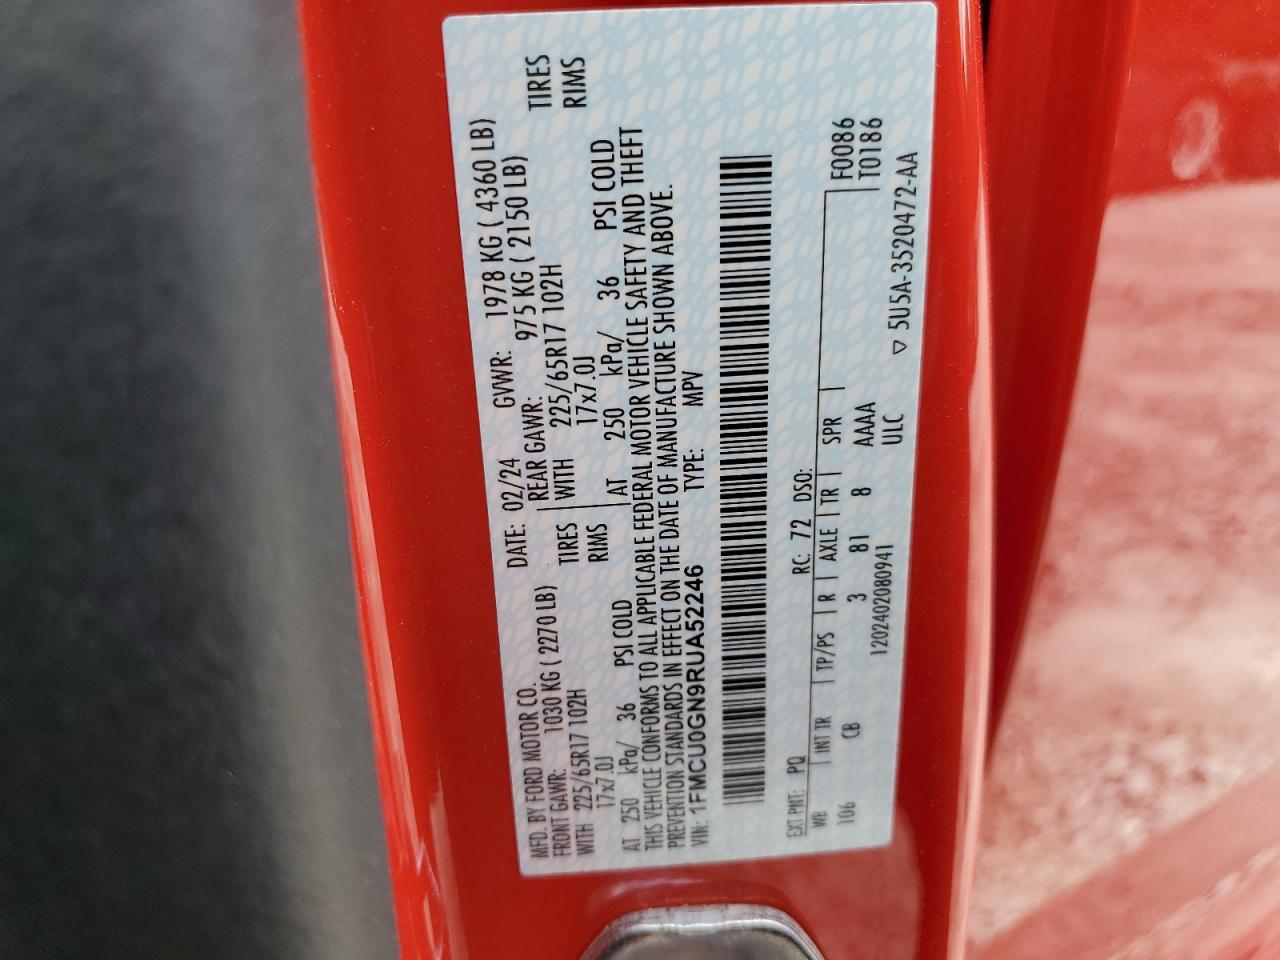 MFD. BY FORD MOTOR CO. DATE: 02/24 GVWR: 1978 KG ( 4360 LB)
FRONT GAWR: 1030 KG ( 2270 LB) REAR GAWR: 975 KG ( 2150 LB)
WITH 225/65R17 102H TIRES WITH 225/65R17 102H TIRES
17x7.0J RIMS 17x7.0J RIMS
AT 250 kPa/ 36 PSI COLD AT 250 kPa/ 36 PSI COLD
THIS VEHICLE CONFORMS TO ALL APPLICABLE FEDERAL MOTOR VEHICLE SAFETY AND THEFT
PREVENTION STANDARDS IN EFFECT ON THE DATE OF MANUFACTURE SHOWN ABOVE.
VIN: 1FMCU0GN9RUA52246 TYPE: MPV
EXT PNT: PQ RC: 72 DSO: F0086
WB INT TR TP/PS R AXLE TR SPR T0186
106 CB 3 81 8 AAAA
1202402080941 ULC
▽ 5U5A-3520472-AA